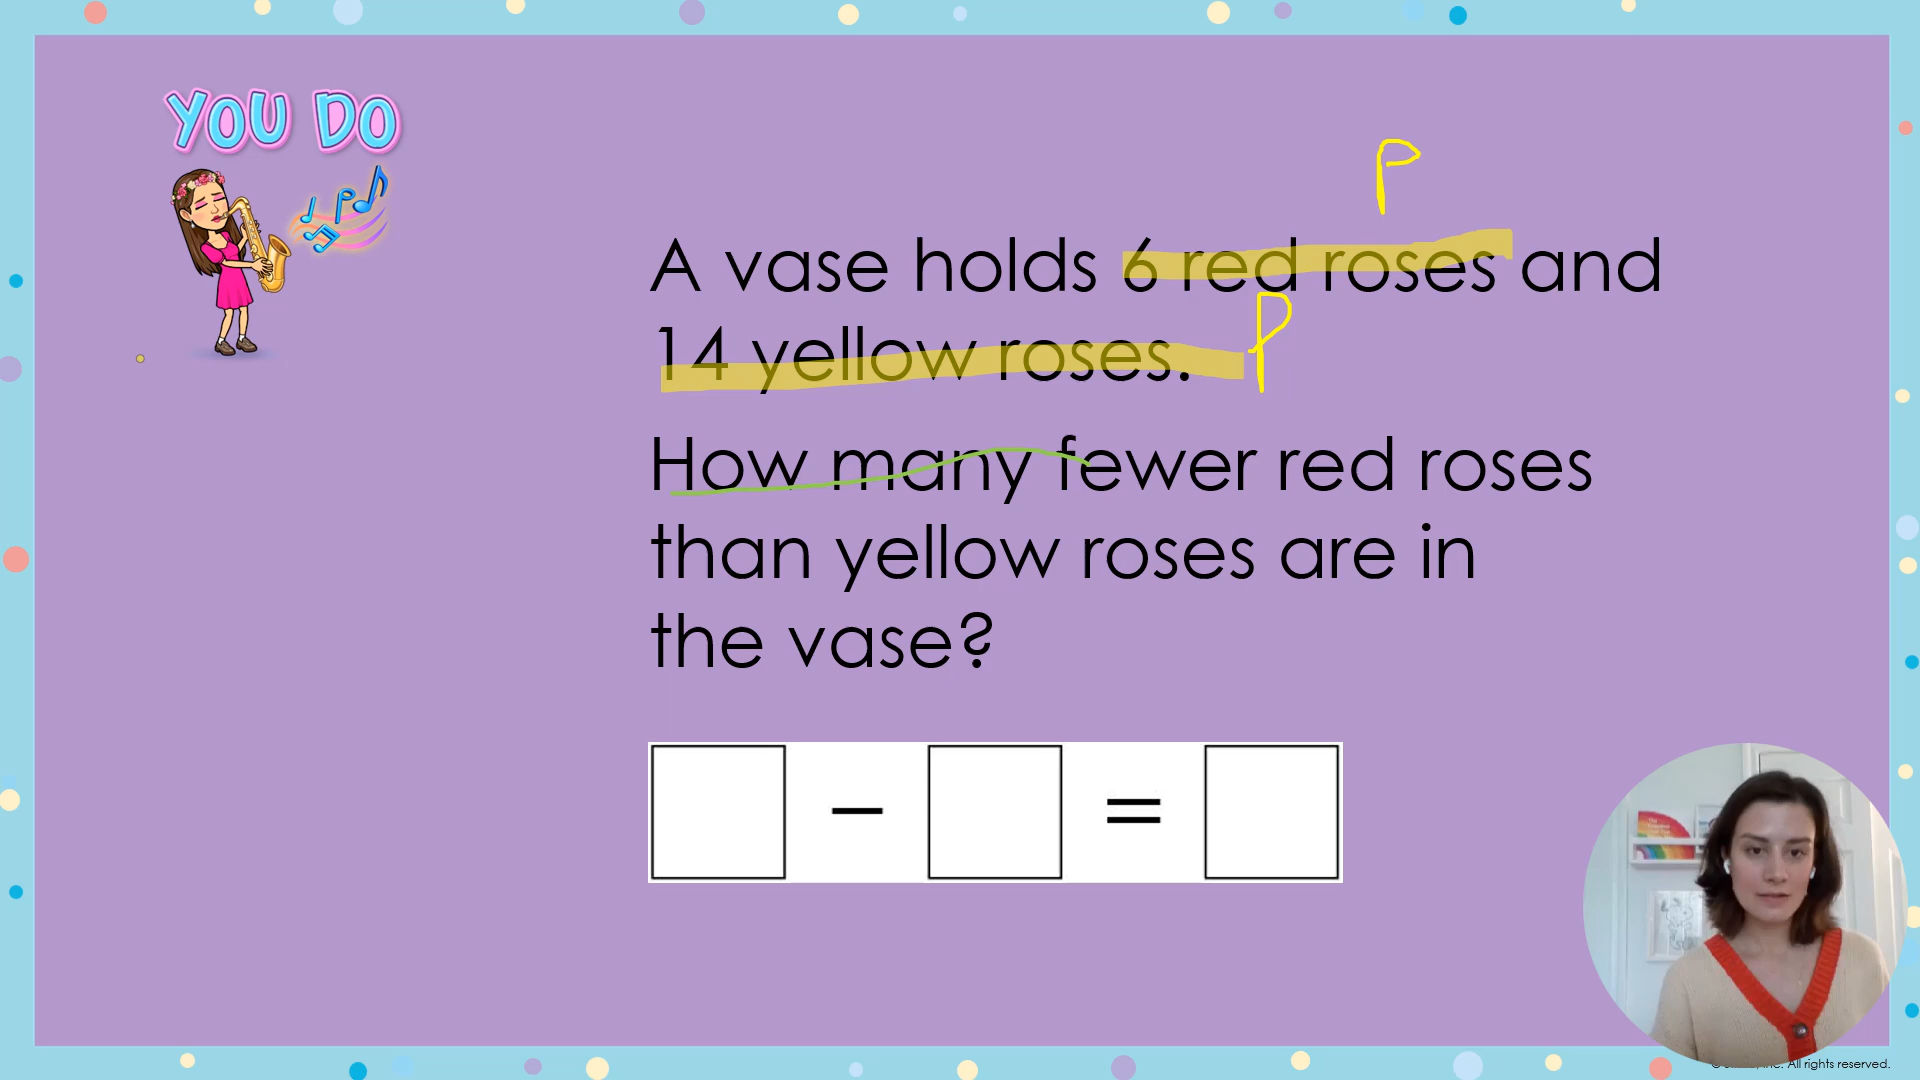 YOU DO
P
A vase holds 6 red roses and
14 yellow roses. P
How many fewer red roses
than yellow roses are in
the vase?
− =
All rights reserved.